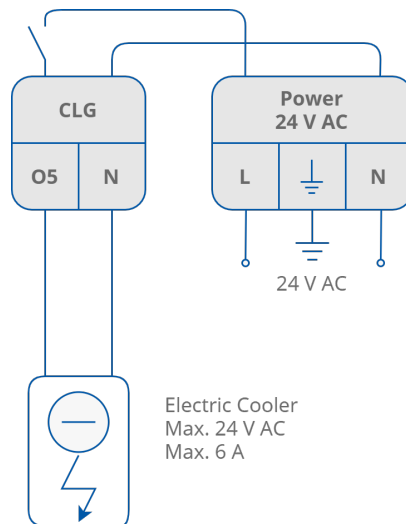 CLG
O5
N
Power
24 V AC
L
N
24 V AC
Electric Cooler
Max. 24 V AC
Max. 6 A